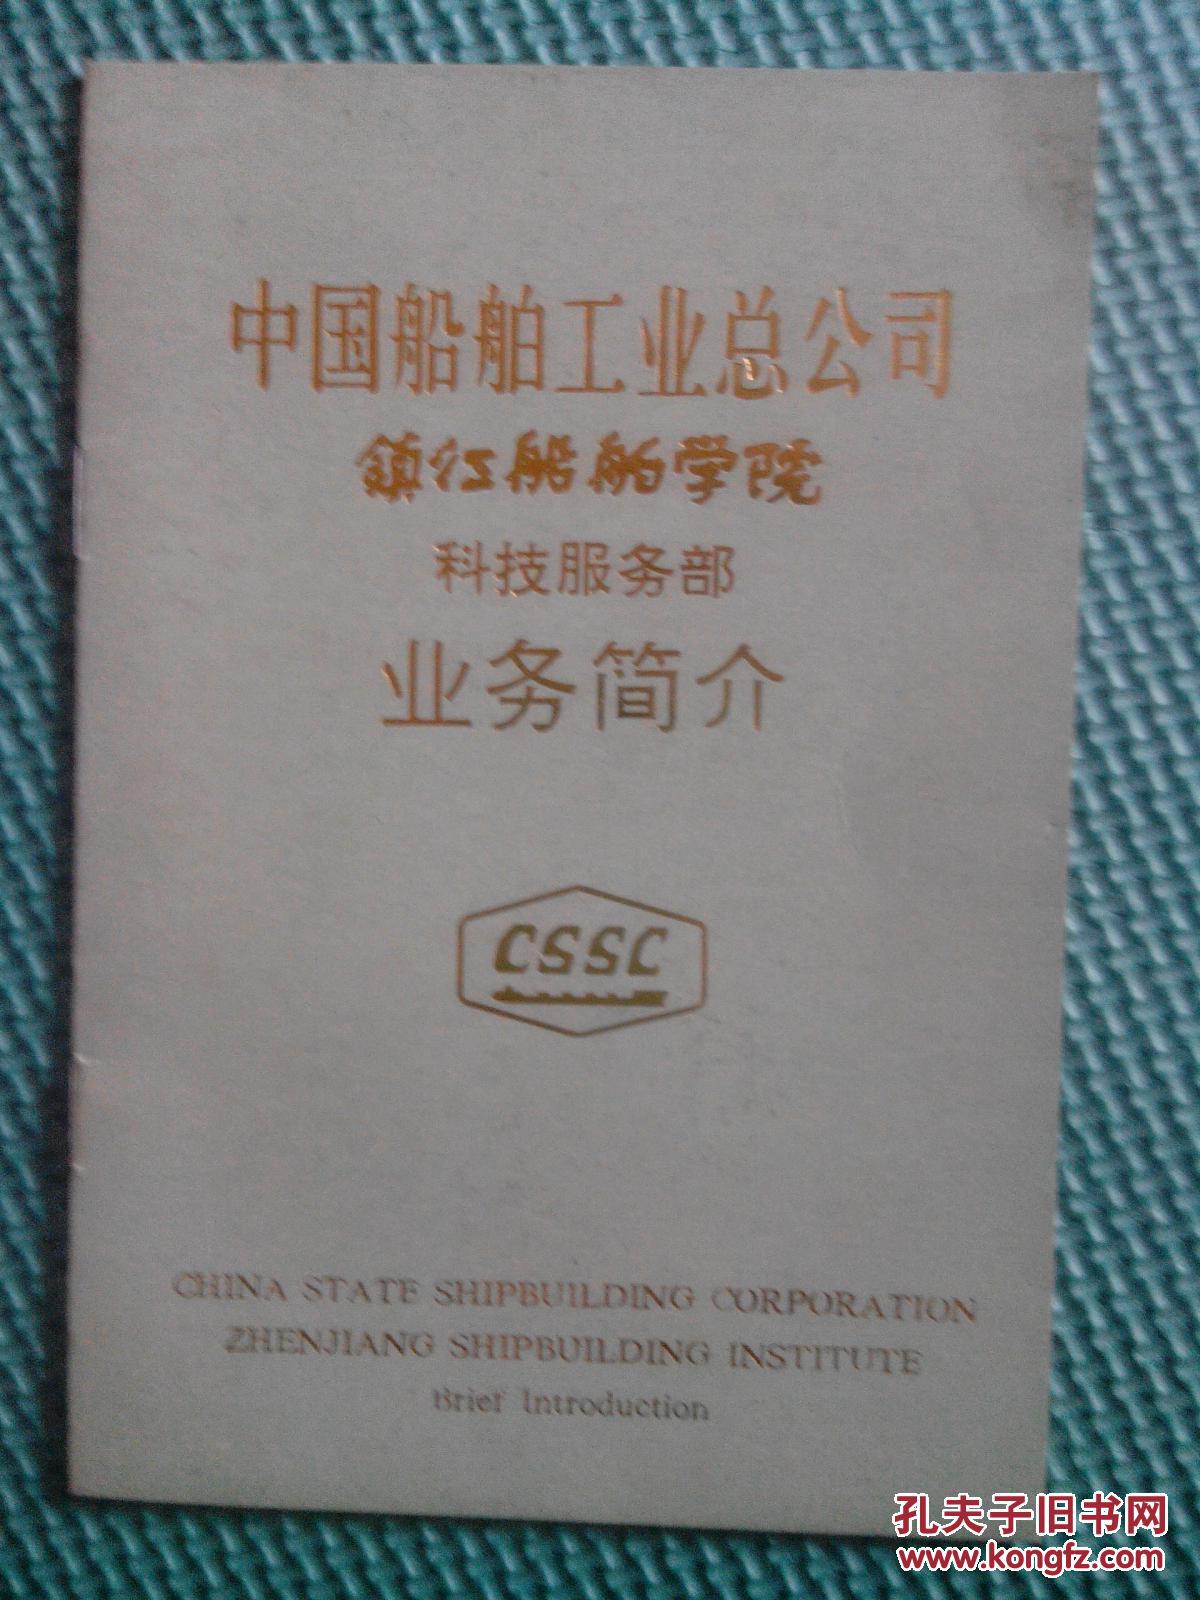 中国船舶工业总公司
鎮江船舶学院
科技服务部
业务简介
CSSC
CHINA STATE SHIPBUILDING CORPORATION
ZHENJIANG SHIPBUILDING INSTITUTE
Brief Introduction
孔夫子旧书网
www.kongfz.com